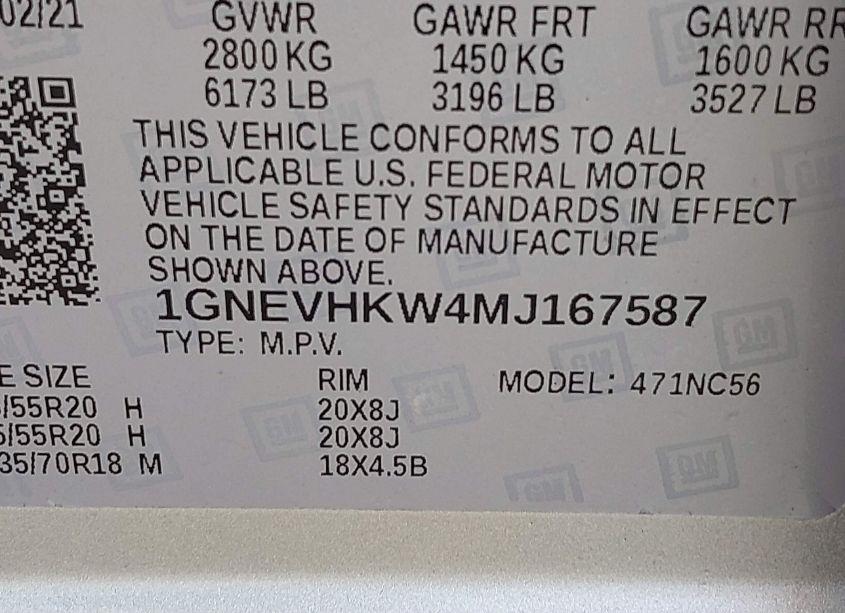 02/21 GVWR GAWR FRT GAWR RR
2800 KG 1450 KG 1600 KG
6173 LB 3196 LB 3527 LB
THIS VEHICLE CONFORMS TO ALL
APPLICABLE U.S. FEDERAL MOTOR
VEHICLE SAFETY STANDARDS IN EFFECT
ON THE DATE OF MANUFACTURE
SHOWN ABOVE.
1GNEVHKW4MJ167587
TYPE: M.P.V.
E SIZE RIM MODEL: 471NC56
/55R20 H 20X8J
5/55R20 H 20X8J
35/70R18 M 18X4.5B